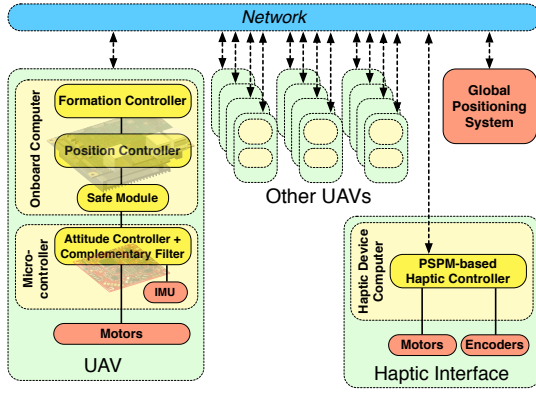 Network
Formation Controller
Position Controller
Safe Module
Onboard Computer
Attitude Controller +
Complementary Filter
IMU
Micro-
controller
Motors
UAV
Other UAVs
Global
Positioning
System
Haptic Device
Computer
PSPM-based
Haptic Controller
Motors
Encoders
Haptic Interface